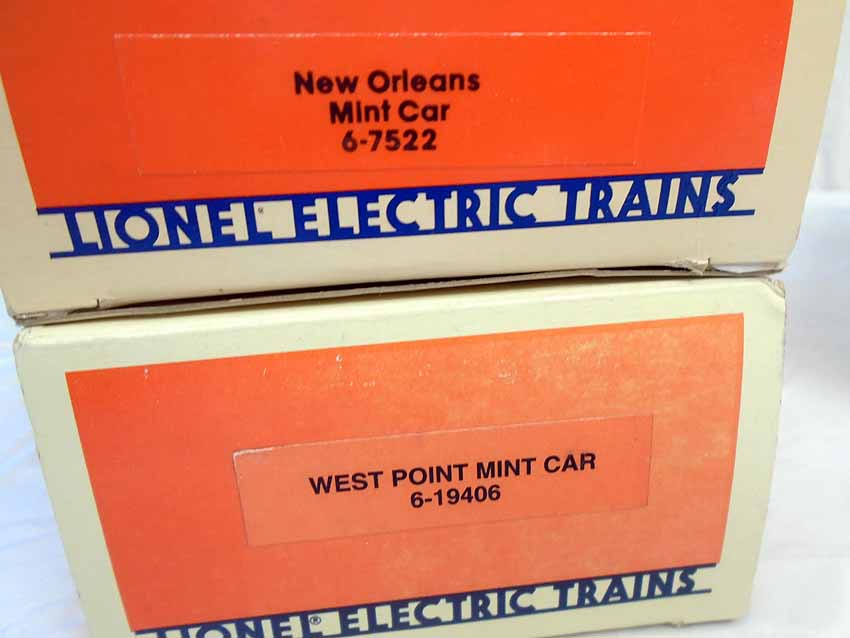 New Orleans
Mint Car
6-7522
LIONEL® ELECTRIC TRAINS
WEST POINT MINT CAR
6-19406
LIONEL® ELECTRIC TRAINS